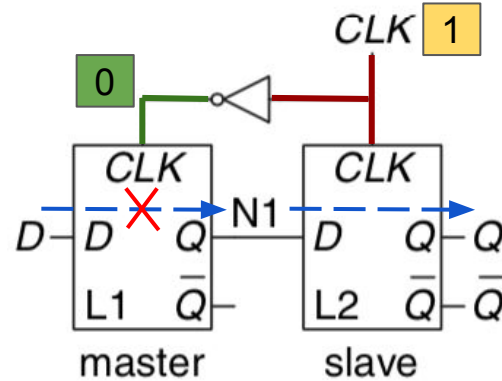 CLK 1
0
CLK CLK
D D Q N1 D Q Q
L1 Q̅ L2 Q̅ Q̅
master slave